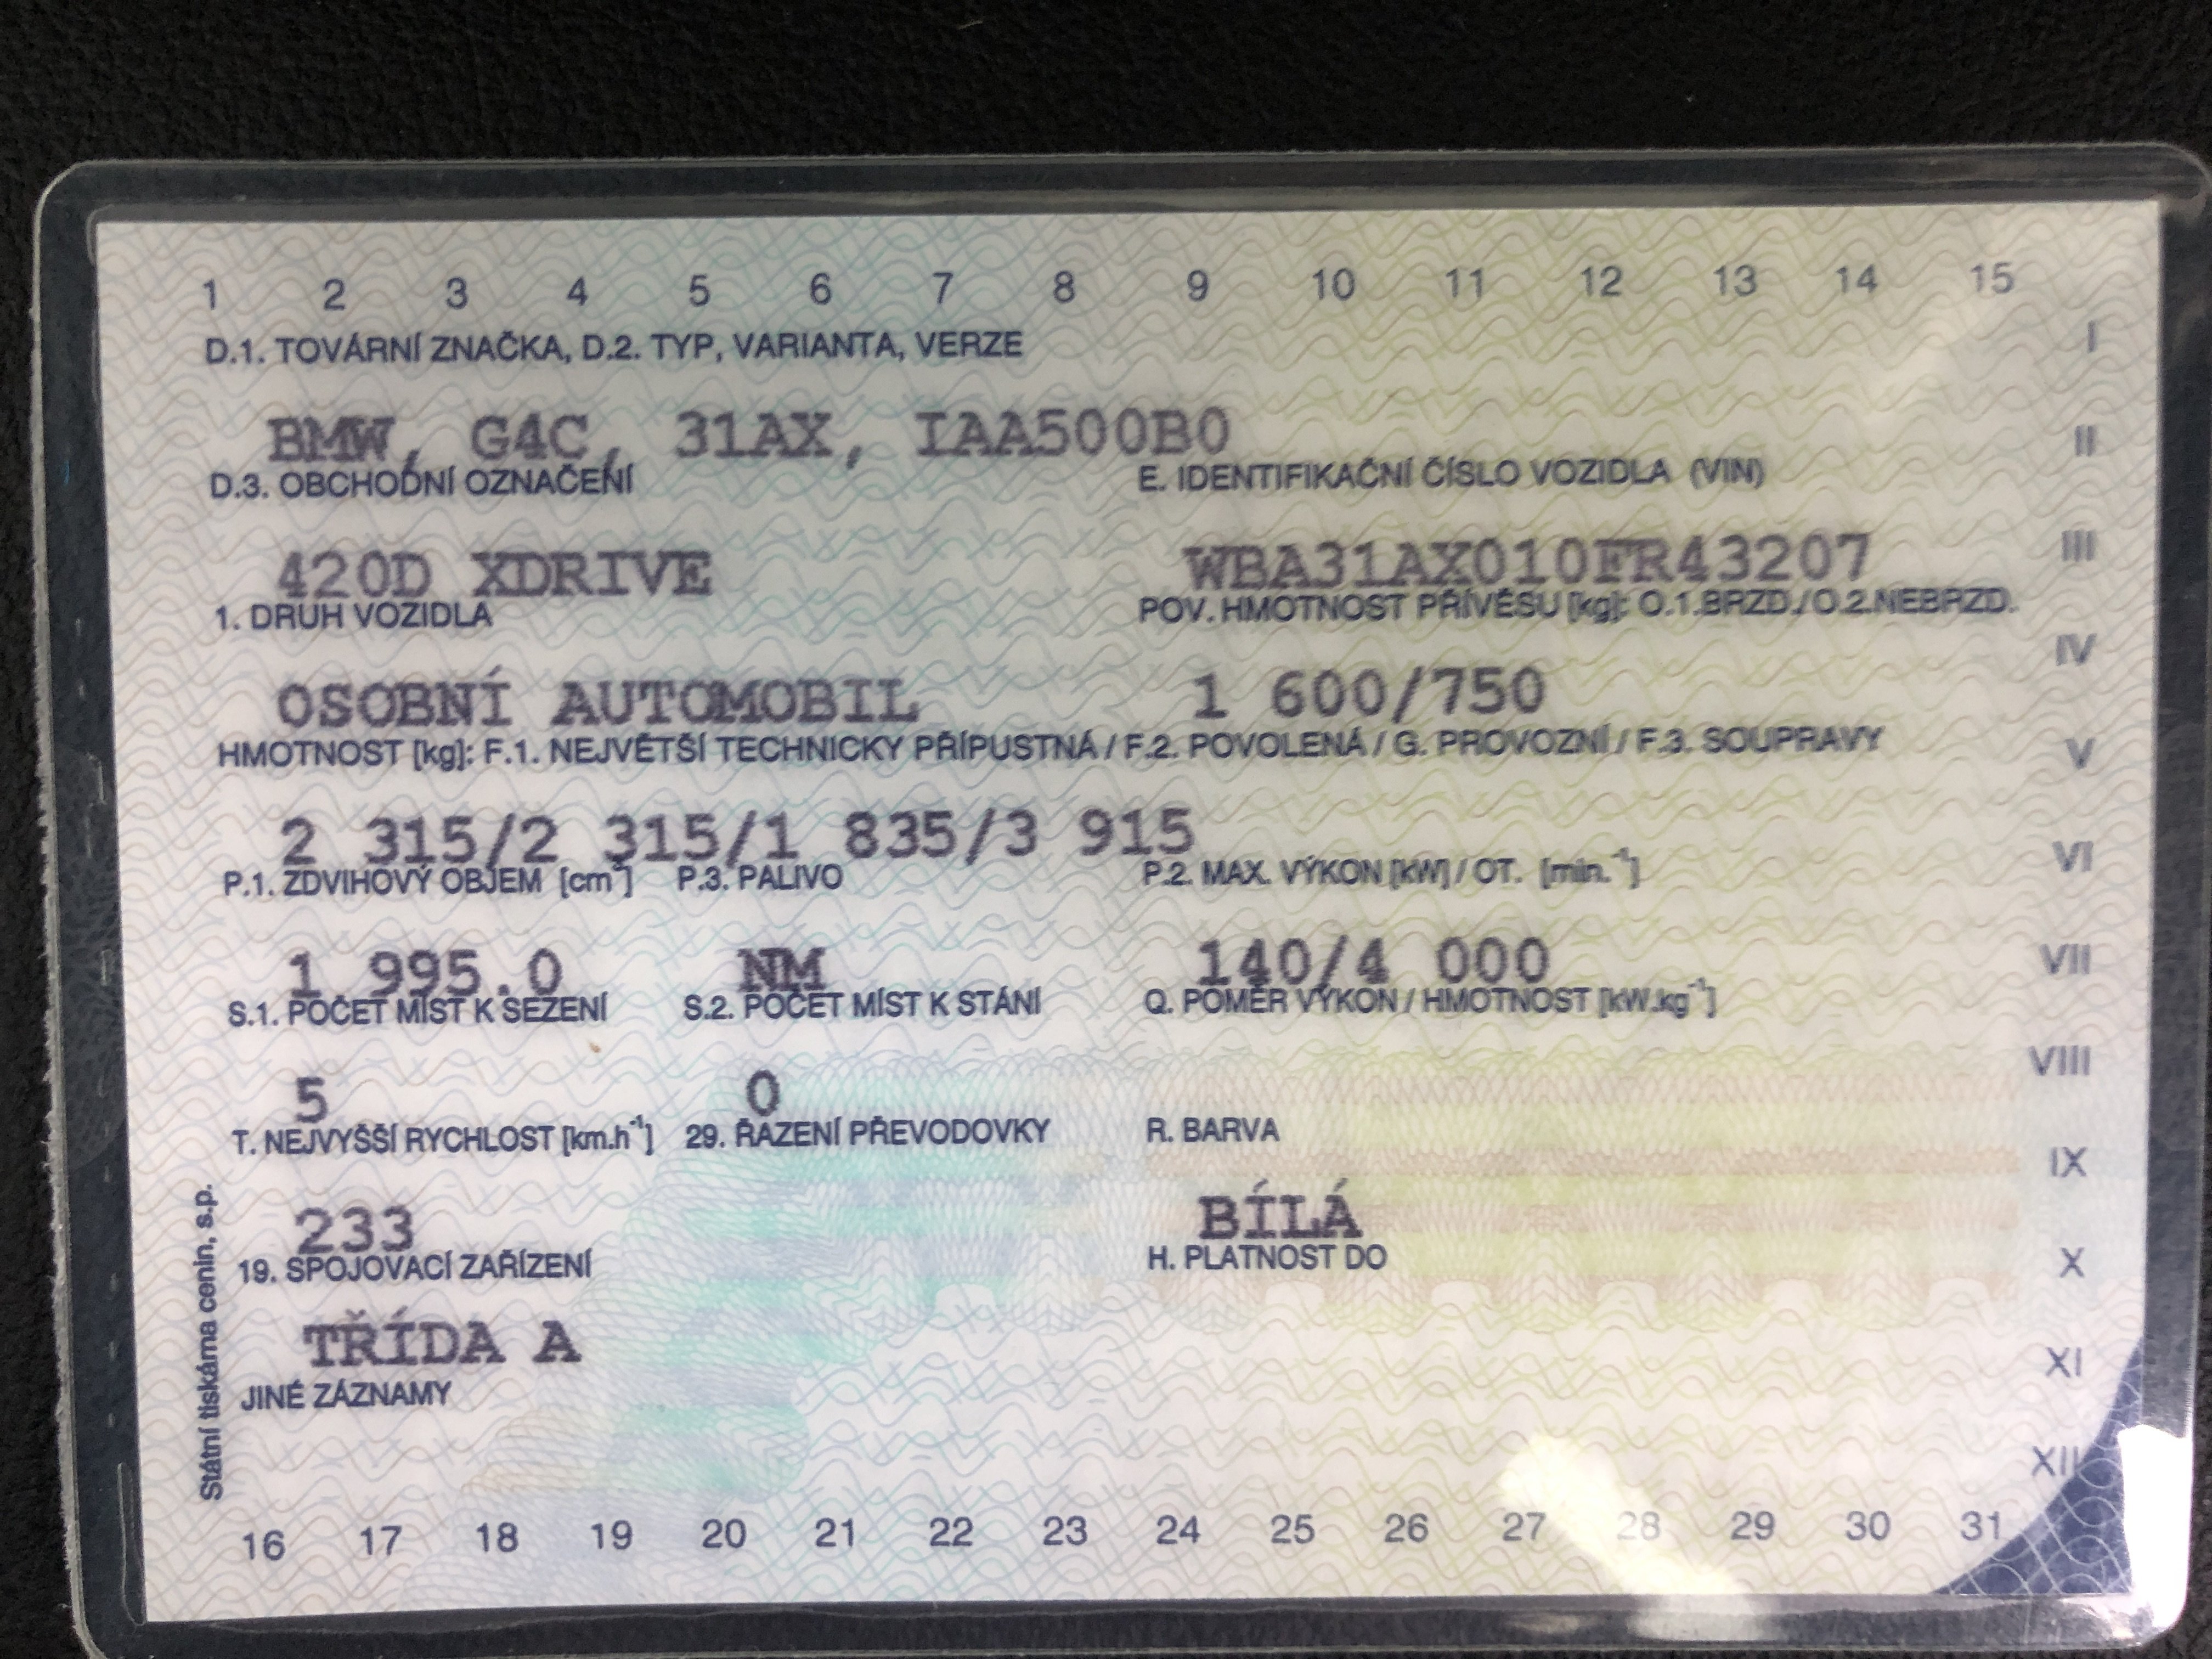 1 2 3 4 5 6 7 8 9 10 11 12 13 14 15
D.1. TOVÁRNÍ ZNAČKA, D.2. TYP, VARIANTA, VERZE
I
BMW, G4C, 31AX, IAA500B0
II
D.3. OBCHODNÍ OZNAČENÍ E. IDENTIFIKAČNÍ ČÍSLO VOZIDLA (VIN)
420D XDRIVE WBA31AX010FR43207
III
1. DRUH VOZIDLA POV. HMOTNOST PŘÍVĚSU [kg]: O.1.BRZD./O.2.NEBRZD.
IV
OSOBNÍ AUTOMOBIL 1 600/750
HMOTNOST [kg]: F.1. NEJVĚTŠÍ TECHNICKY PŘÍPUSTNÁ / F.2. POVOLENÁ / G. PROVOZNÍ / F.3. SOUPRAVY
V
2 315/2 315/1 835/3 915
VI
P.1. ZDVIHOVÝ OBJEM [cm³] P.3. PALIVO P.2. MAX. VÝKON [kW] / OT. [min.⁻¹]
1 995.0 NM 140/4 000
VII
S.1. POČET MÍST K SEZENÍ S.2. POČET MÍST K STÁNÍ Q. POMĚR VÝKON / HMOTNOST [kW.kg⁻¹]
VIII
5 0
T. NEJVYŠŠÍ RYCHLOST [km.h⁻¹] 29. ŘAZENÍ PŘEVODOVKY R. BARVA
IX
233 BÍLÁ
19. SPOJOVACÍ ZAŘÍZENÍ H. PLATNOST DO
X
TŘÍDA A
XI
JINÉ ZÁZNAMY
XII
Státní tiskárna cenin, s.p.
16 17 18 19 20 21 22 23 24 25 26 27 28 29 30 31